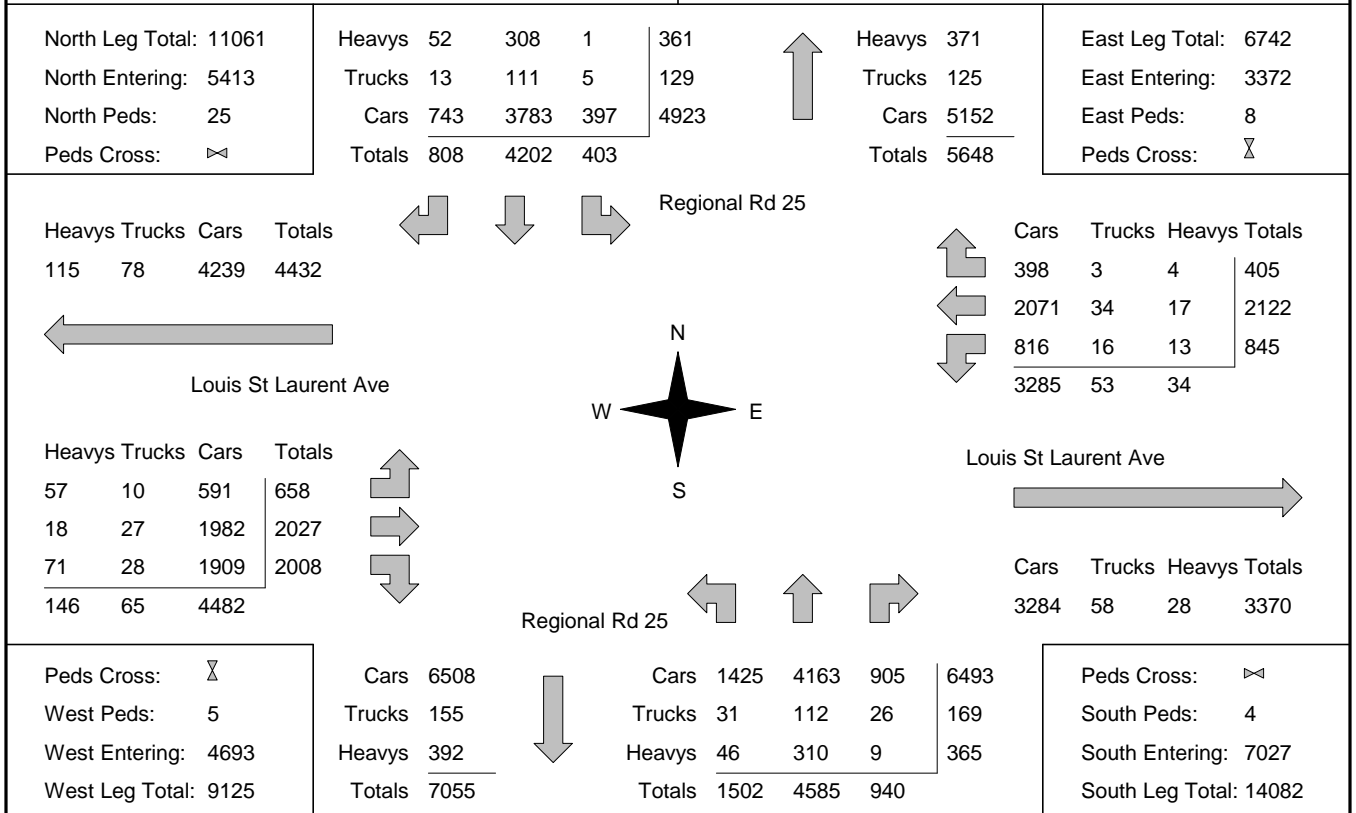 North Leg Total: 11061
North Entering: 5413
North Peds: 25
Peds Cross:
Heavys 52 308 1 361
Trucks 13 111 5 129
Cars 743 3783 397 4923
Totals 808 4202 403
Heavys 371
Trucks 125
Cars 5152
Totals 5648
East Leg Total: 6742
East Entering: 3372
East Peds: 8
Peds Cross:
Regional Rd 25
Heavys Trucks Cars Totals
115 78 4239 4432
Louis St Laurent Ave
Cars Trucks Heavys Totals
398 3 4 405
2071 34 17 2122
816 16 13 845
3285 53 34
N
W E
S
Heavys Trucks Cars Totals
57 10 591 658
18 27 1982 2027
71 28 1909 2008
146 65 4482
Louis St Laurent Ave
Cars Trucks Heavys Totals
3284 58 28 3370
Regional Rd 25
Peds Cross:
West Peds: 5
West Entering: 4693
West Leg Total: 9125
Cars 6508
Trucks 155
Heavys 392
Totals 7055
Cars 1425 4163 905 6493
Trucks 31 112 26 169
Heavys 46 310 9 365
Totals 1502 4585 940
Peds Cross:
South Peds: 4
South Entering: 7027
South Leg Total: 14082